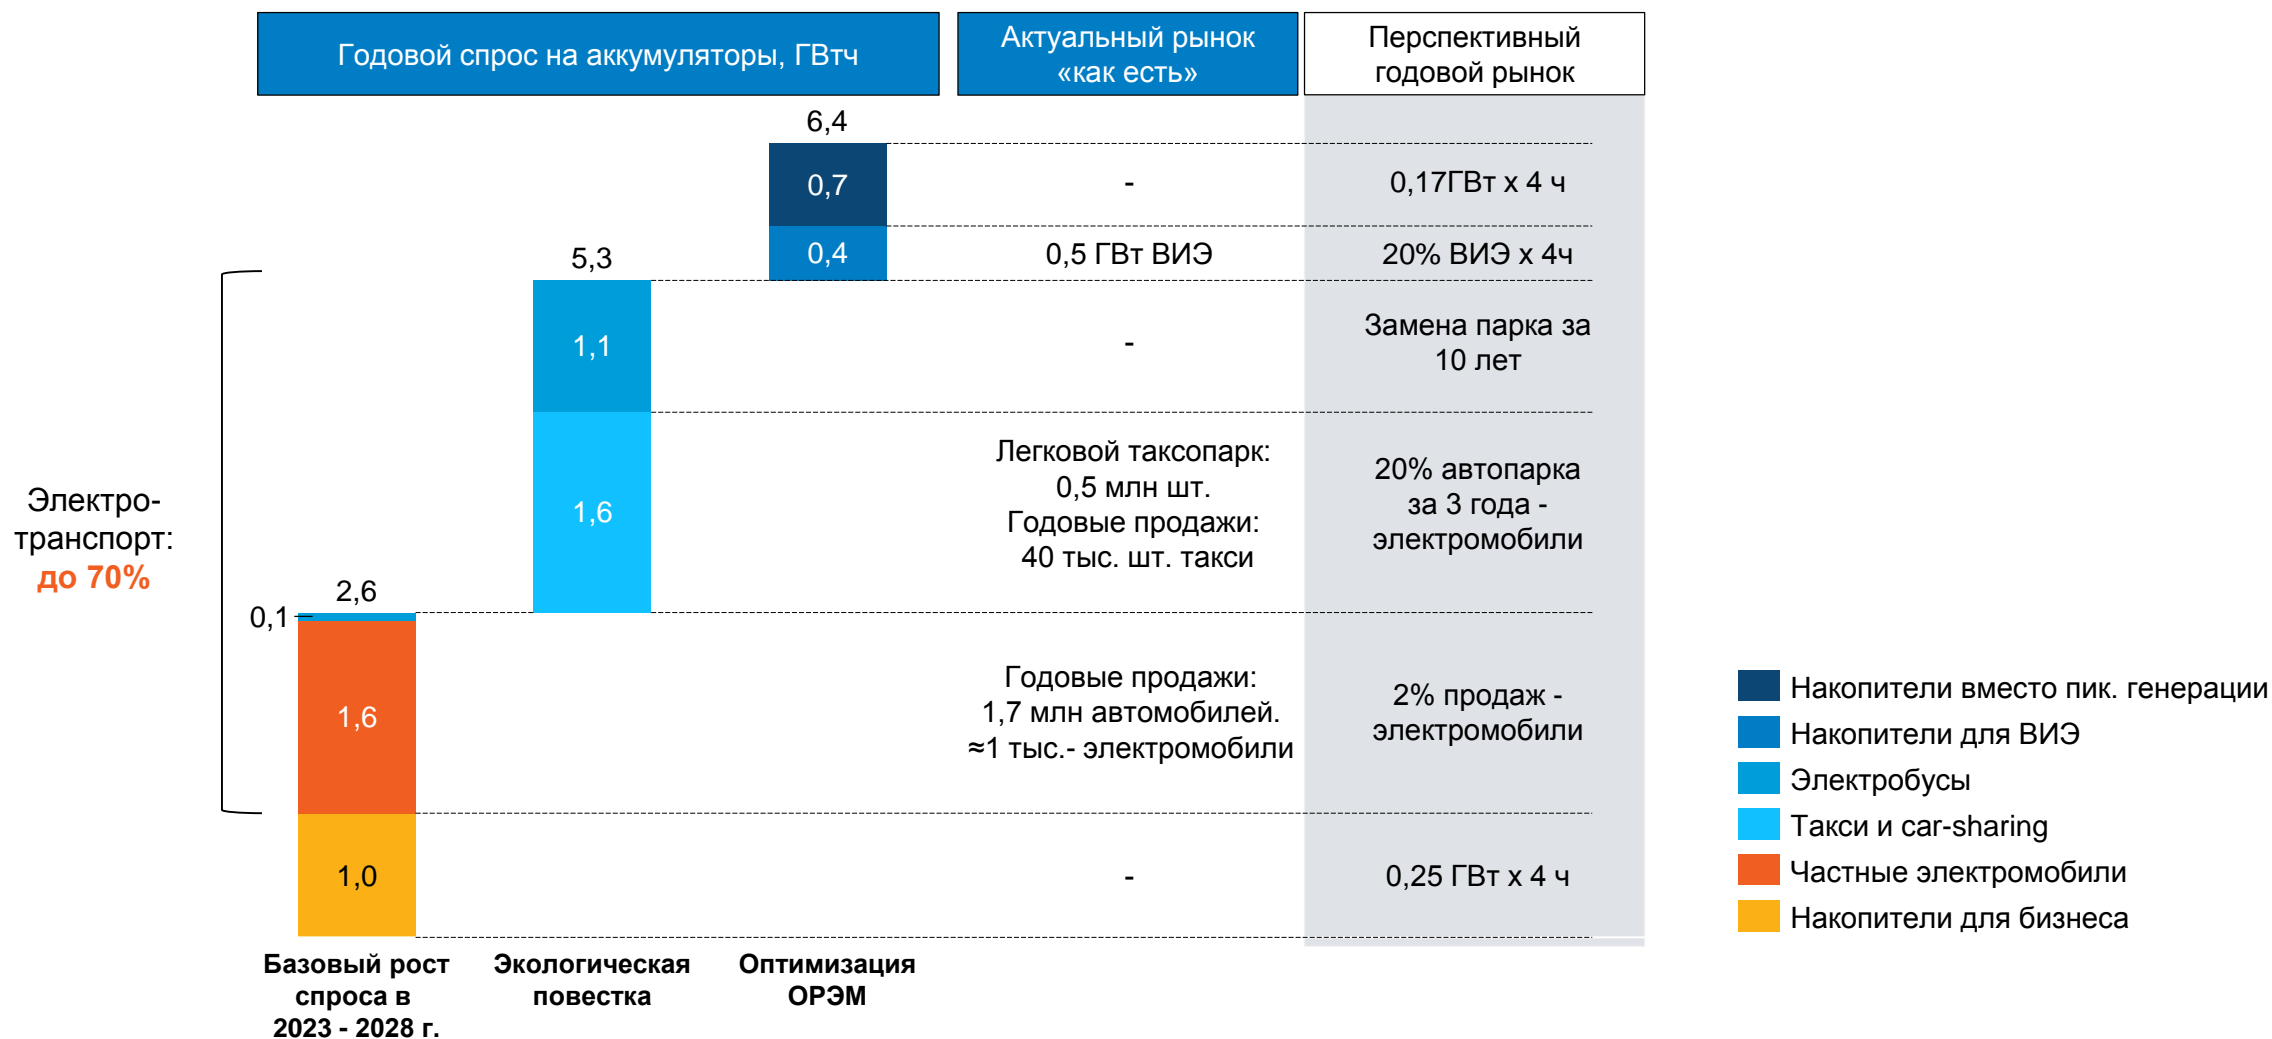 Годовой спрос на аккумуляторы, ГВтч
Актуальный рынок
«как есть»
Перспективный
годовой рынок
6,4
0,7
-
0,17ГВт х 4 ч
0,4
0,5 ГВт ВИЭ
20% ВИЭ х 4ч
5,3
1,1
-
Замена парка за
10 лет
1,6
Легковой таксопарк:
0,5 млн шт.
Годовые продажи:
40 тыс. шт. такси
20% автопарка
за 3 года -
электромобили
Электро-
транспорт:
до 70%
2,6
0,1
1,6
Годовые продажи:
1,7 млн автомобилей.
≈1 тыс.- электромобили
2% продаж -
электромобили
1,0
-
0,25 ГВт х 4 ч
Базовый рост
спроса в
2023 - 2028 г.
Экологическая
повестка
Оптимизация
ОРЭМ
Накопители вместо пик. генерации
Накопители для ВИЭ
Электробусы
Такси и car-sharing
Частные электромобили
Накопители для бизнеса